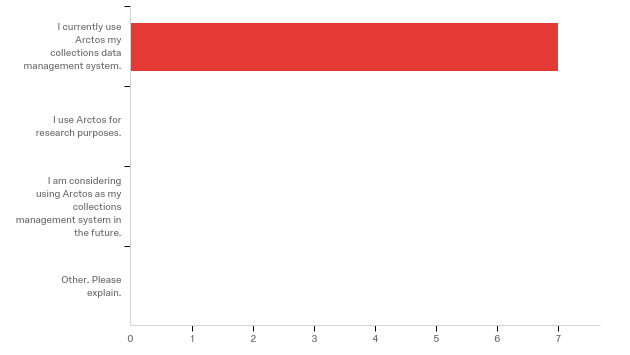 I currently use
Arctos my
collections data
management system.
I use Arctos for
research purposes.
I am considering
using Arctos as my
collections
management system in
the future.
Other. Please
explain.
0 1 2 3 4 5 6 7